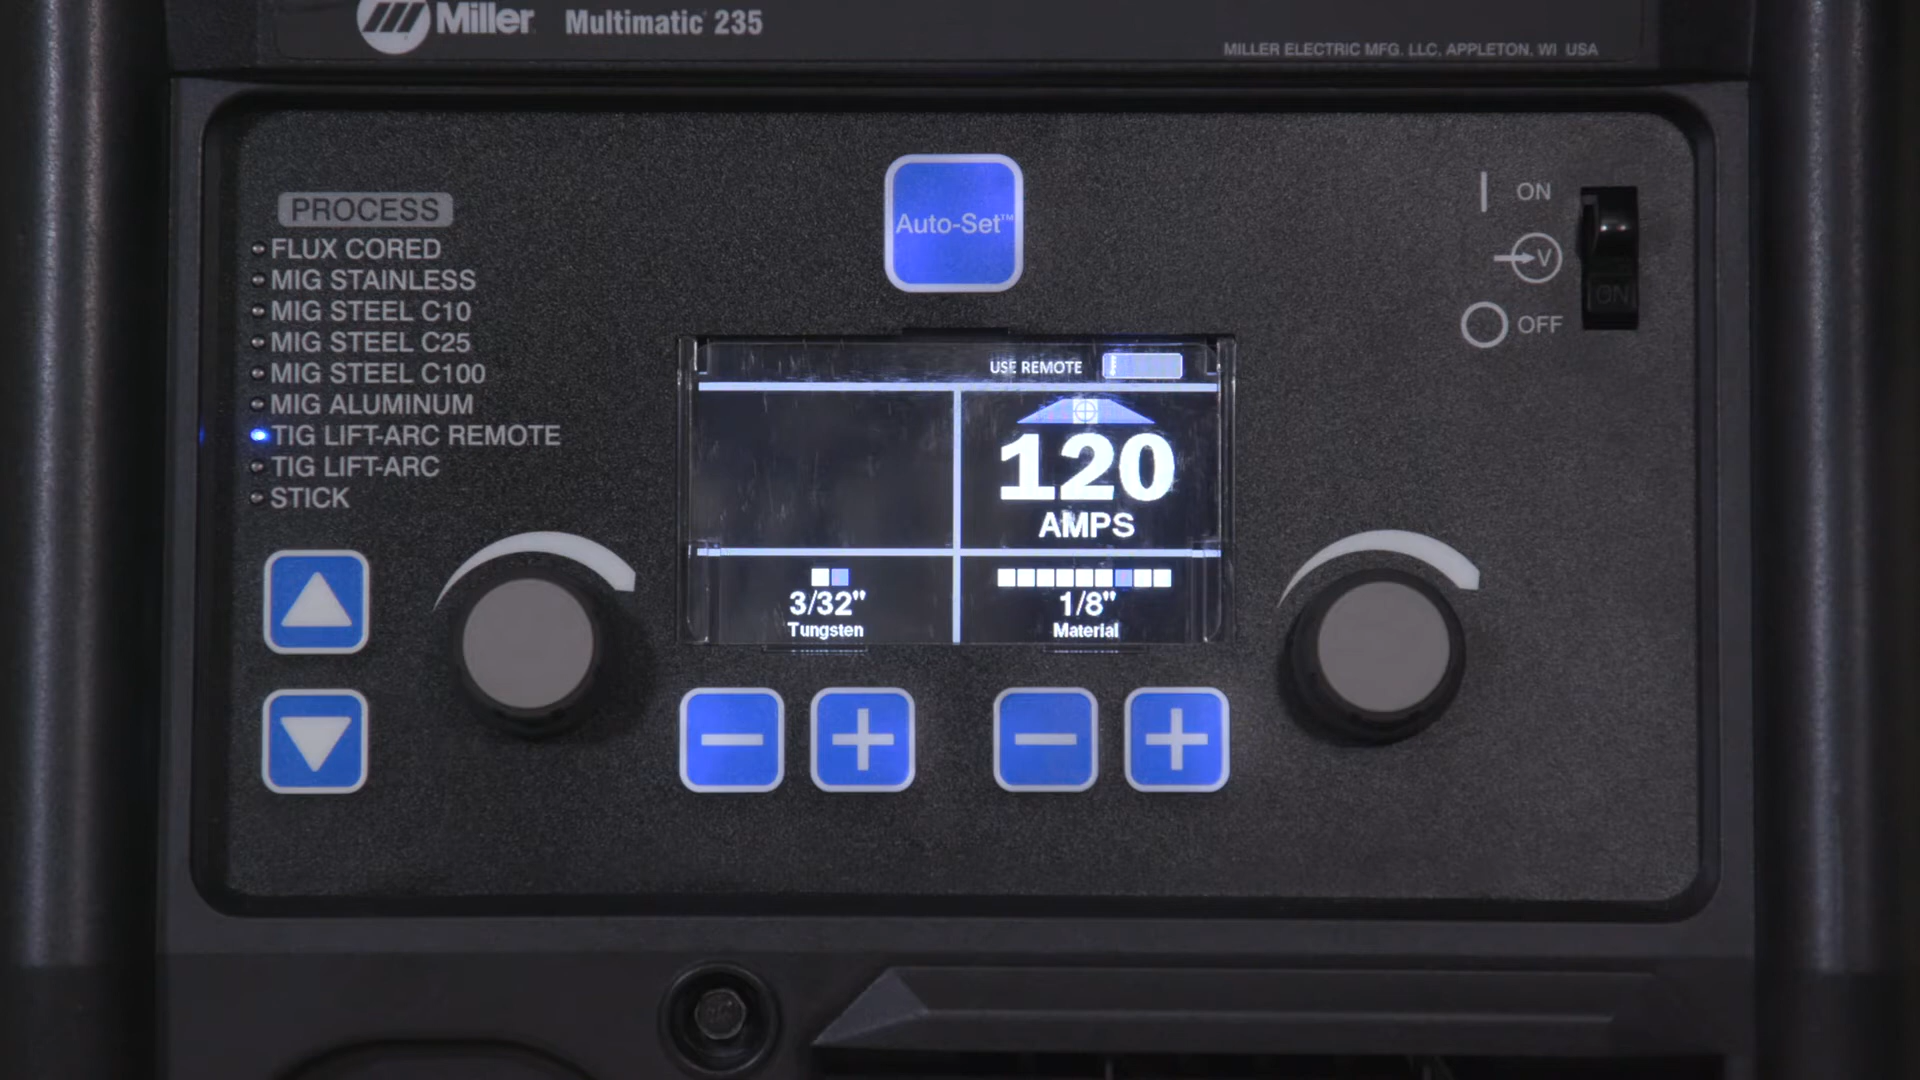 Miller Multimatic 235
MILLER ELECTRIC MFG. LLC, APPLETON, WI USA
Auto-Set™
PROCESS
FLUX CORED
MIG STAINLESS
MIG STEEL C10
MIG STEEL C25
MIG STEEL C100
MIG ALUMINUM
TIG LIFT-ARC REMOTE
TIG LIFT-ARC
STICK
ON
V
OFF
ON
USE REMOTE
120
AMPS
3/32"
Tungsten
1/8"
Material